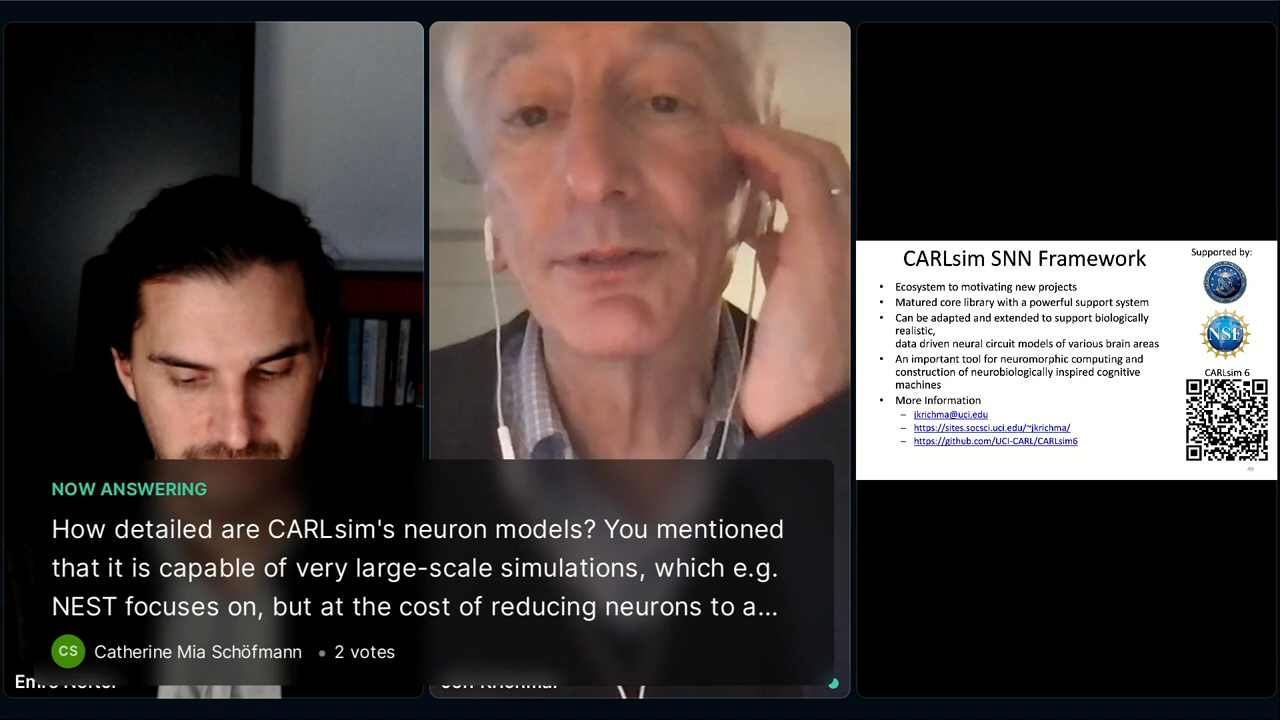 CARLsim SNN Framework
Supported by:
• Ecosystem to motivating new projects
• Matured core library with a powerful support system
• Can be adapted and extended to support biologically
realistic,
data driven neural circuit models of various brain areas
• An important tool for neuromorphic computing and
construction of neurobiologically inspired cognitive
machines
• More Information
– jkrichma@uci.edu
– https://sites.socsci.uci.edu/~jkrichma/
– https://github.com/UCI-CARL/CARLsim6
NSF
CARLsim 6
49
NOW ANSWERING
How detailed are CARLsim's neuron models? You mentioned
that it is capable of very large-scale simulations, which e.g.
NEST focuses on, but at the cost of reducing neurons to a...
CS Catherine Mia Schöfmann • 2 votes